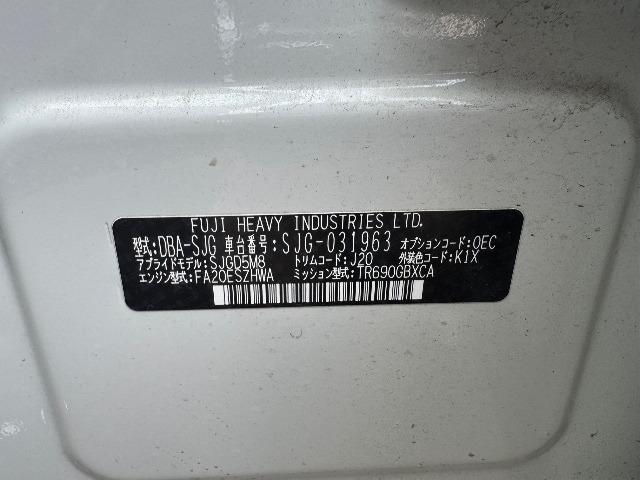 FUJI HEAVY INDUSTRIES LTD.
型式:DBA-SJG 車台番号:SJG-031963 オプションコード:OEC
アプライドモデル:SJGD5M8 トリムコード:J20 外装色コード:K1X
エンジン型式:FA20ESZHWA ミッション型式:TR690GBXCA